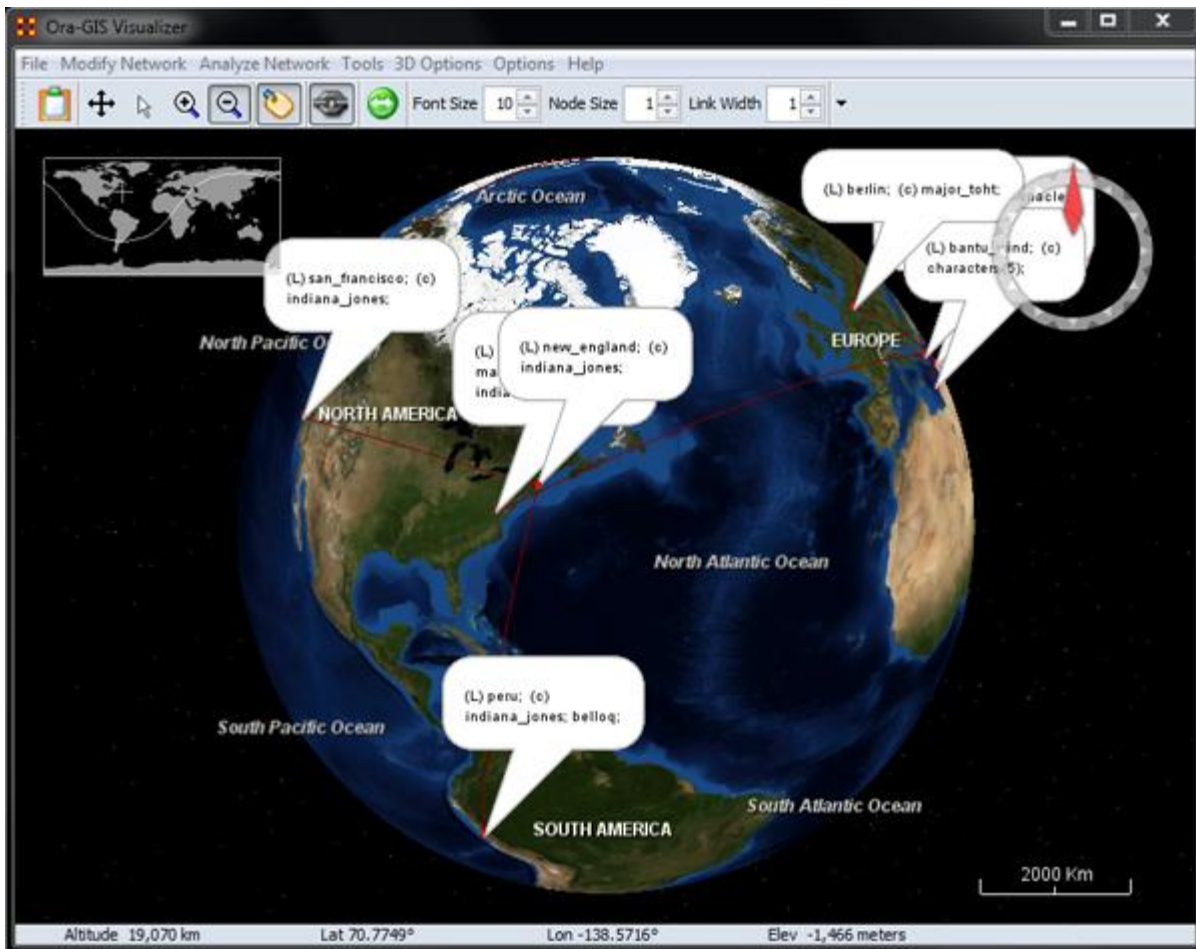 Ora-GIS Visualizer
File Modify Network Analyze Network Tools 3D Options Options Help
Font Size 10 Node Size 1 Link Width 1
Arctic Ocean
(L) berlin; (c) major_toht;
(L) (c)
characters
(L) san_francisco; (c)
indiana_jones;
North Pacific
EUROPE
(L)
(L) new_england; (c)
indiana_jones;
NORTH AMERICA
North Atlantic Ocean
(L) peru; (c)
indiana_jones; belloq;
South Pacific Ocean
South Atlantic Ocean
SOUTH AMERICA
2000 Km
Altitude 19,070 km Lat 70.7749° Lon -138.5716° Elev -1,466 meters